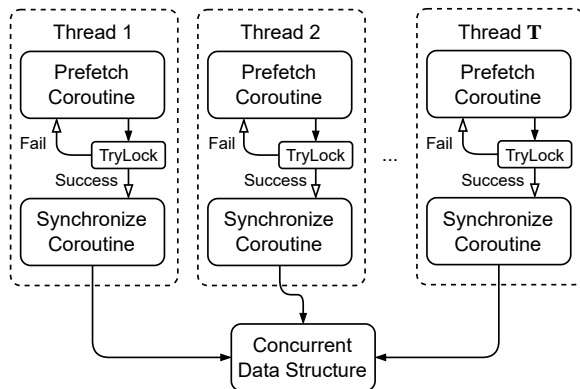 Thread 1
Prefetch
Coroutine
Fail
TryLock
Success
Synchronize
Coroutine
Thread 2
Prefetch
Coroutine
Fail
TryLock
Success
Synchronize
Coroutine
...
Thread T
Prefetch
Coroutine
Fail
TryLock
Success
Synchronize
Coroutine
Concurrent
Data Structure